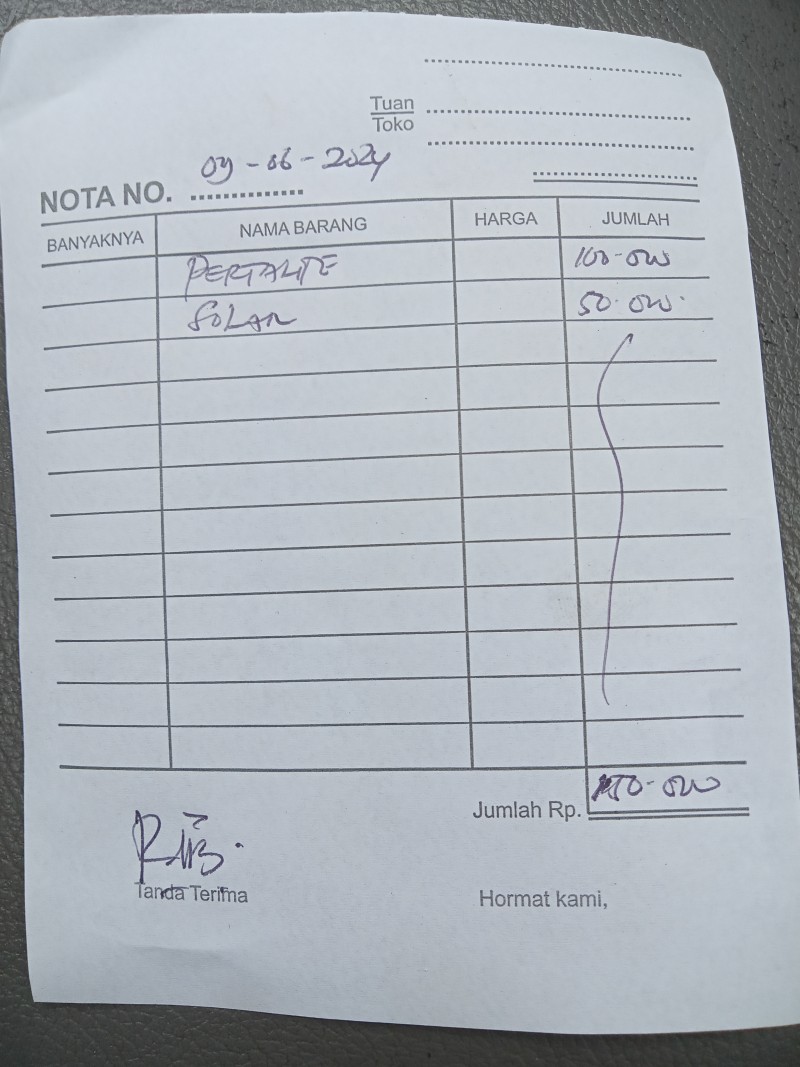 Tuan
Toko
09-06-2024
NOTA NO.
BANYAKNYA NAMA BARANG HARGA JUMLAH
PERTALITE 100.000
SOLAR 50.000
Jumlah Rp. 150.000
Tanda Terima Hormat kami,